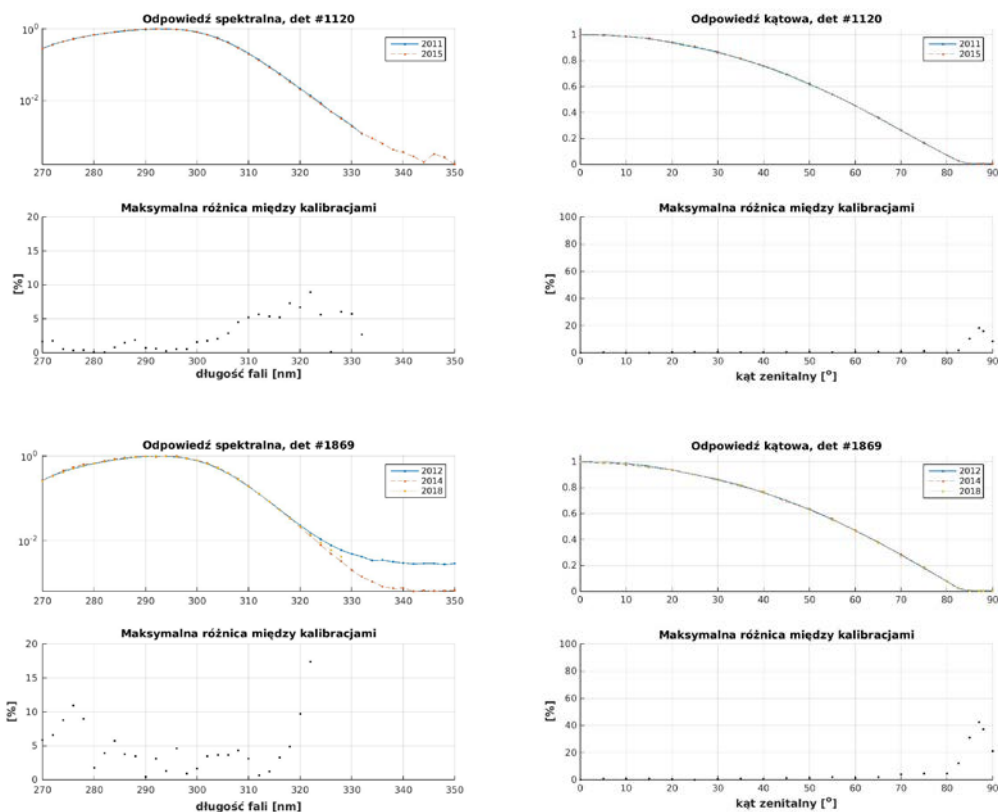 Odpowiedź spektralna, det #1120
10⁰
10⁻²
2011
2015
270 280 290 300 310 320 330 340 350
Odpowiedź kątowa, det #1120
1
0.8
0.6
0.4
0.2
0
2011
2015
0 10 20 30 40 50 60 70 80 90
Maksymalna różnica między kalibracjami
20
15
10
5
0
[%]
270 280 290 300 310 320 330 340 350
długość fali [nm]
Maksymalna różnica między kalibracjami
100
80
60
40
20
0
0 10 20 30 40 50 60 70 80 90
kąt zenitalny [°]
Odpowiedź spektralna, det #1869
10⁰
10⁻²
2012
2014
2018
270 280 290 300 310 320 330 340 350
Odpowiedź kątowa, det #1869
1
0.8
0.6
0.4
0.2
0
2012
2014
2018
0 10 20 30 40 50 60 70 80 90
Maksymalna różnica między kalibracjami
20
15
10
5
0
[%]
270 280 290 300 310 320 330 340 350
długość fali [nm]
Maksymalna różnica między kalibracjami
100
80
60
40
20
0
0 10 20 30 40 50 60 70 80 90
kąt zenitalny [°]